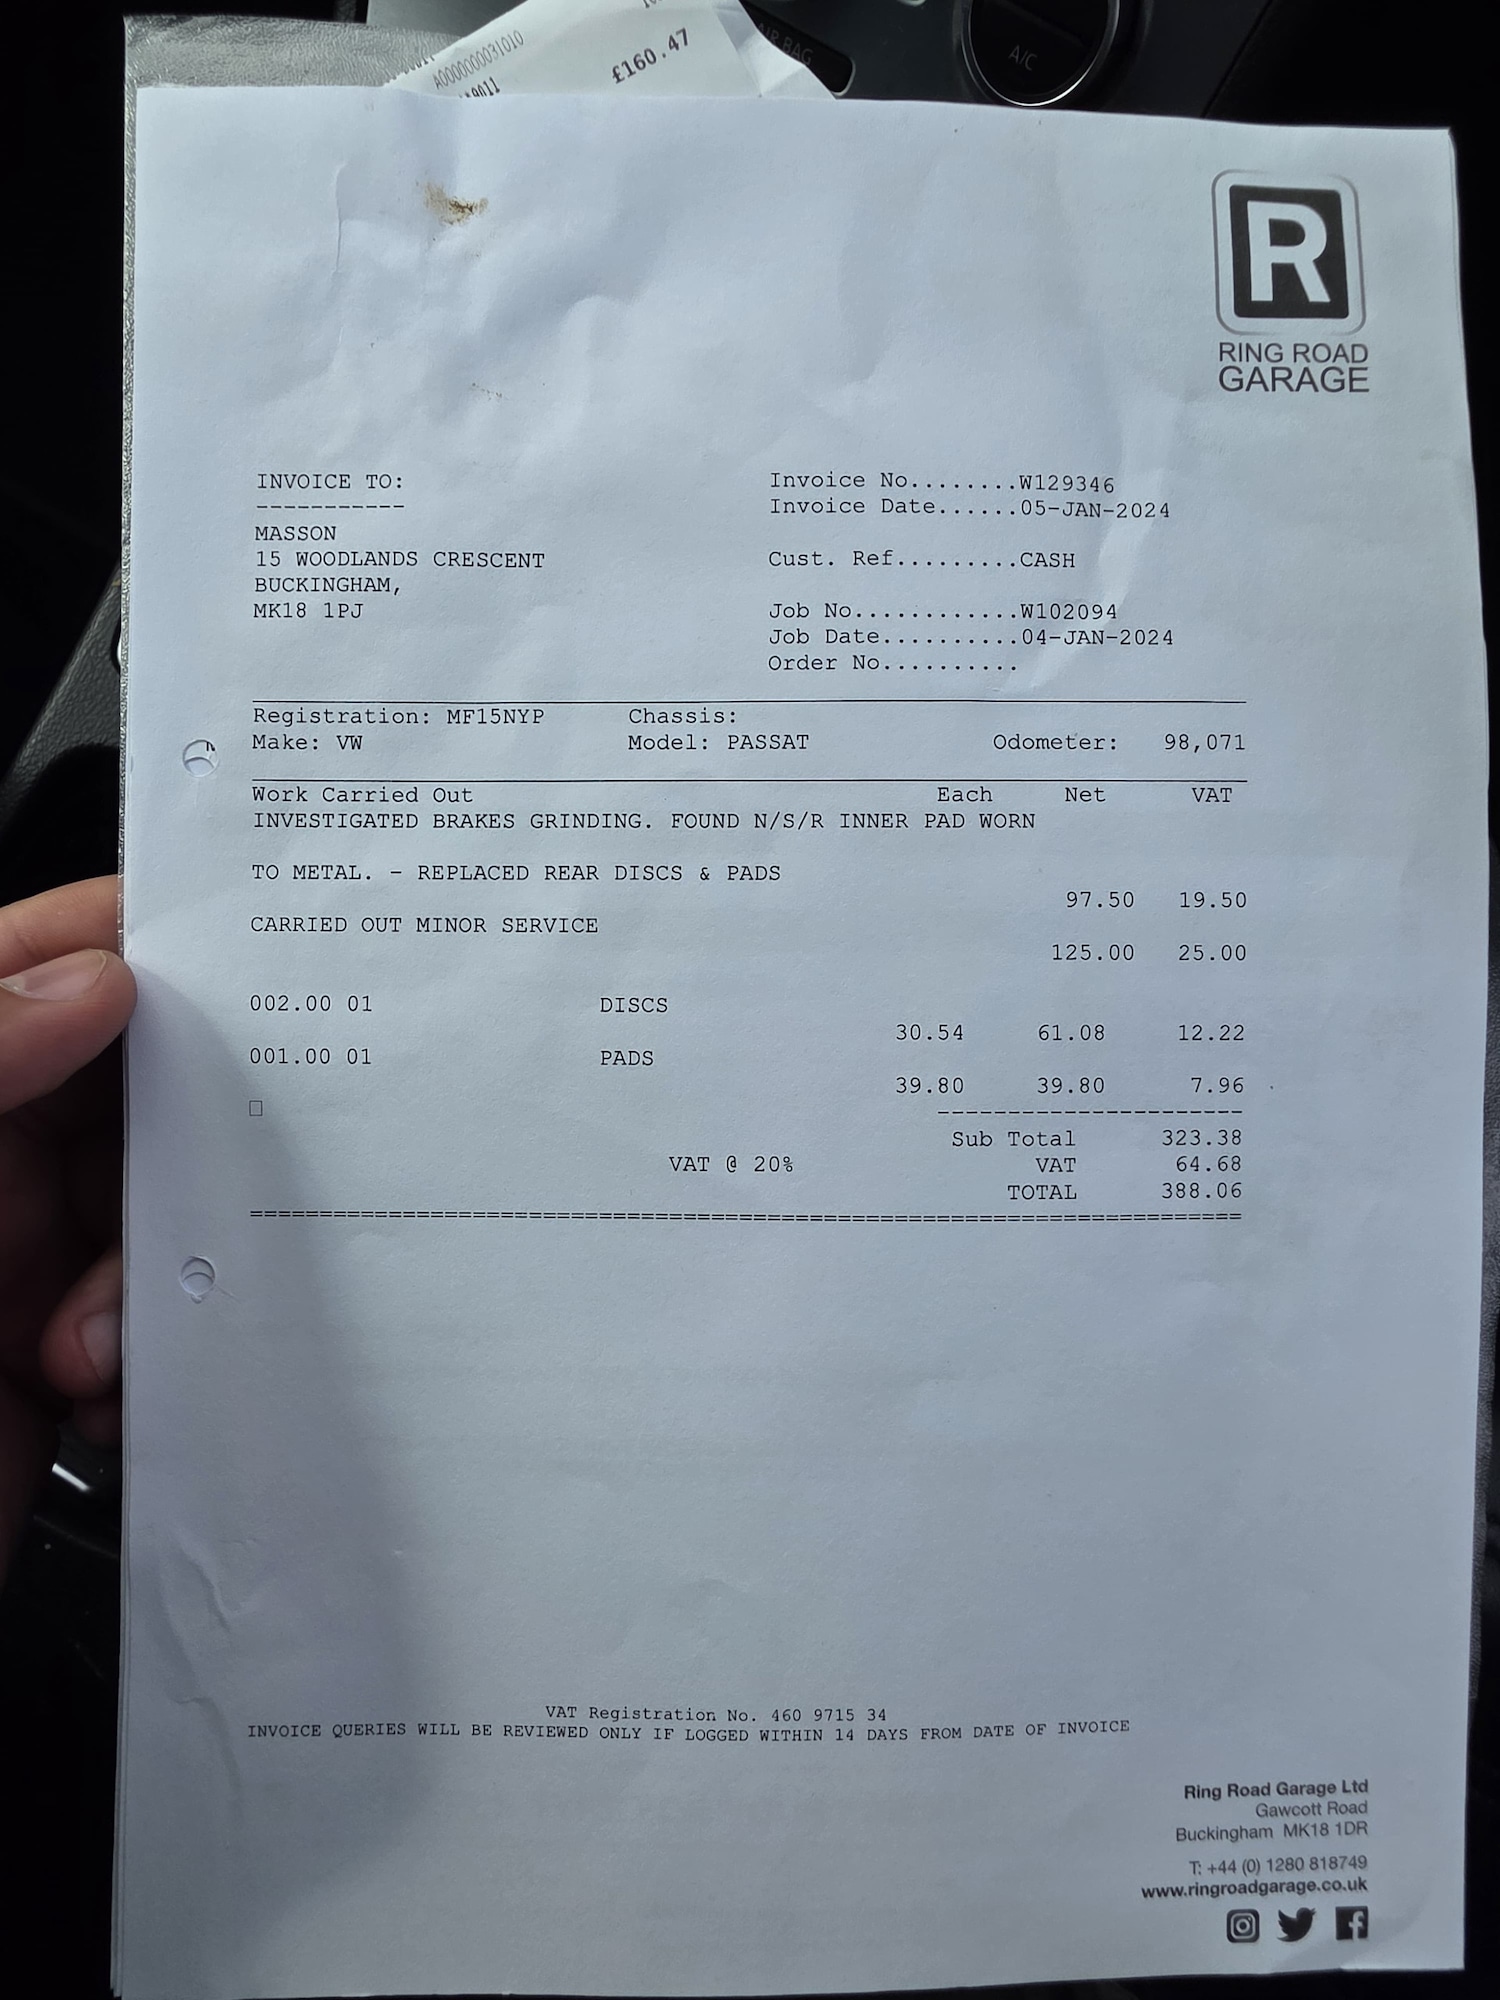 A0000000031010
£160.47
AIR BAG
A/C
R
RING ROAD
GARAGE
INVOICE TO:
-----------
MASSON
15 WOODLANDS CRESCENT
BUCKINGHAM,
MK18 1PJ
Invoice No........W129346
Invoice Date......05-JAN-2024
Cust. Ref.........CASH
Job No............W102094
Job Date..........04-JAN-2024
Order No..........
Registration: MF15NYP Chassis:
Make: VW Model: PASSAT Odometer: 98,071
Work Carried Out Each Net VAT
INVESTIGATED BRAKES GRINDING. FOUND N/S/R INNER PAD WORN
TO METAL. - REPLACED REAR DISCS & PADS
97.50 19.50
CARRIED OUT MINOR SERVICE
125.00 25.00
002.00 01 DISCS
30.54 61.08 12.22
001.00 01 PADS
39.80 39.80 7.96
----------------------
Sub Total 323.38
VAT @ 20% VAT 64.68
TOTAL 388.06
========================================================================
VAT Registration No. 460 9715 34
INVOICE QUERIES WILL BE REVIEWED ONLY IF LOGGED WITHIN 14 DAYS FROM DATE OF INVOICE
Ring Road Garage Ltd
Gawcott Road
Buckingham MK18 1DR
T: +44 (0) 1280 818749
www.ringroadgarage.co.uk